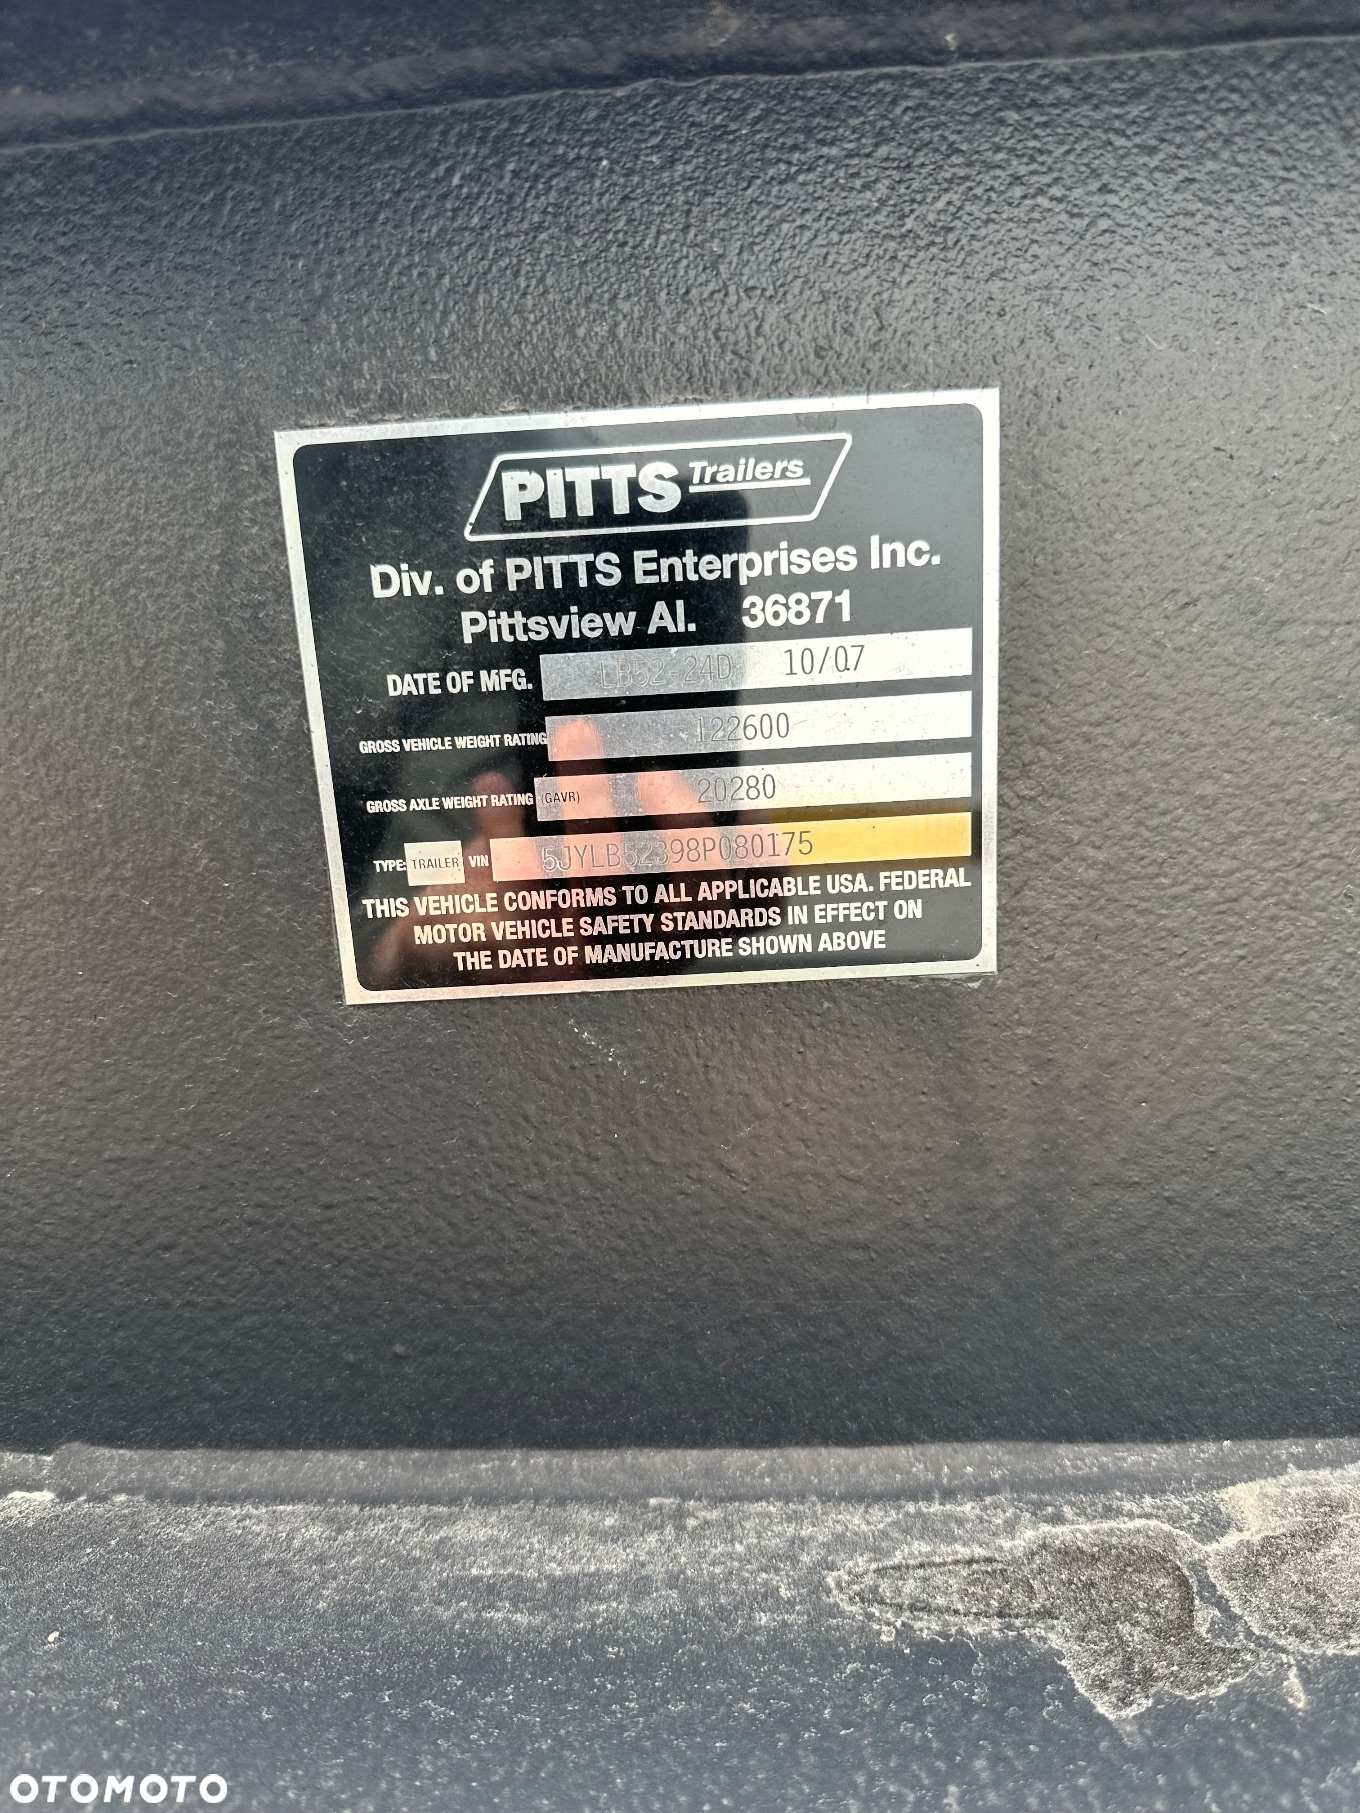 PITTS Trailers
Div. of PITTS Enterprises Inc.
Pittsview Al. 36871
DATE OF MFG. LB52-24D 10/07
GROSS VEHICLE WEIGHT RATING 122600
GROSS AXLE WEIGHT RATING (GAVR) 20280
TYPE: TRAILER VIN 5JYLB52398P080175
THIS VEHICLE CONFORMS TO ALL APPLICABLE USA. FEDERAL
MOTOR VEHICLE SAFETY STANDARDS IN EFFECT ON
THE DATE OF MANUFACTURE SHOWN ABOVE
OTOMOTO